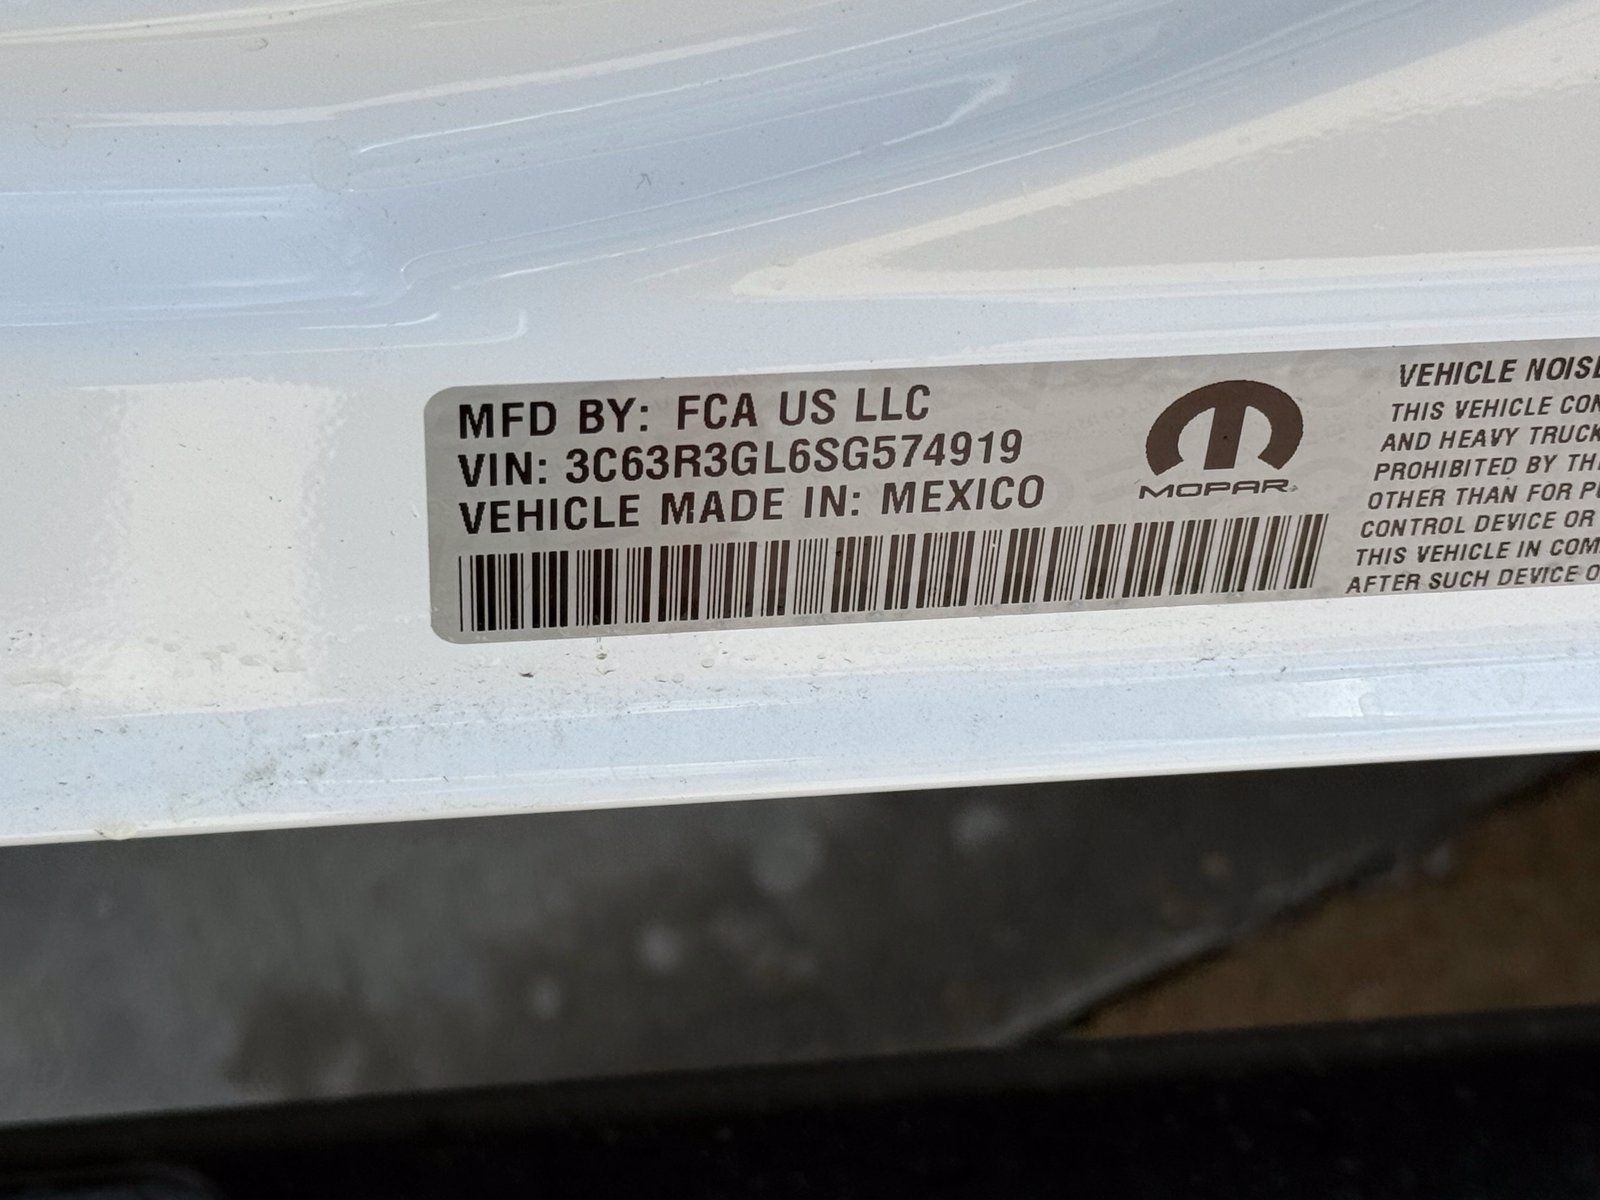 MFD BY: FCA US LLC
VIN: 3C63R3GL6SG574919
VEHICLE MADE IN: MEXICO
MOPAR
VEHICLE NOISE
THIS VEHICLE CON
AND HEAVY TRUCK
PROHIBITED BY TH
OTHER THAN FOR P
CONTROL DEVICE OR
THIS VEHICLE IN COM
AFTER SUCH DEVICE O